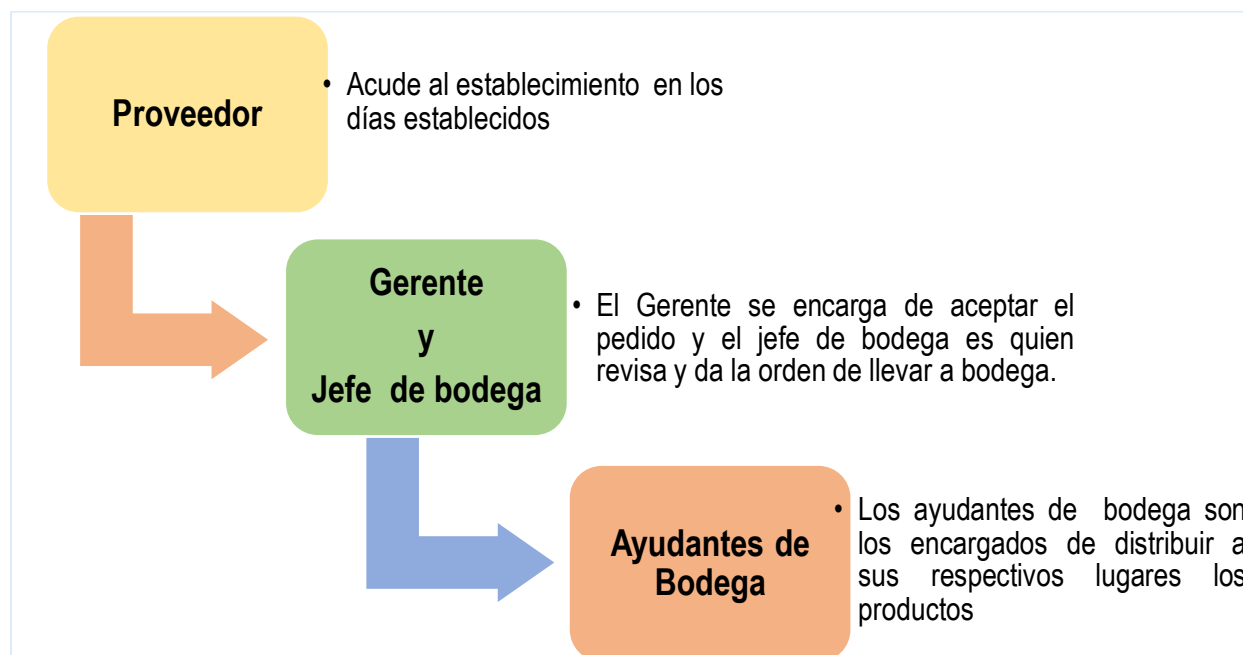 Proveedor
• Acude al establecimiento en los
días establecidos
Gerente
y
Jefe de bodega
• El Gerente se encarga de aceptar el
pedido y el jefe de bodega es quien
revisa y da la orden de llevar a bodega.
Ayudantes de
Bodega
• Los ayudantes de bodega son
los encargados de distribuir a
sus respectivos lugares los
productos